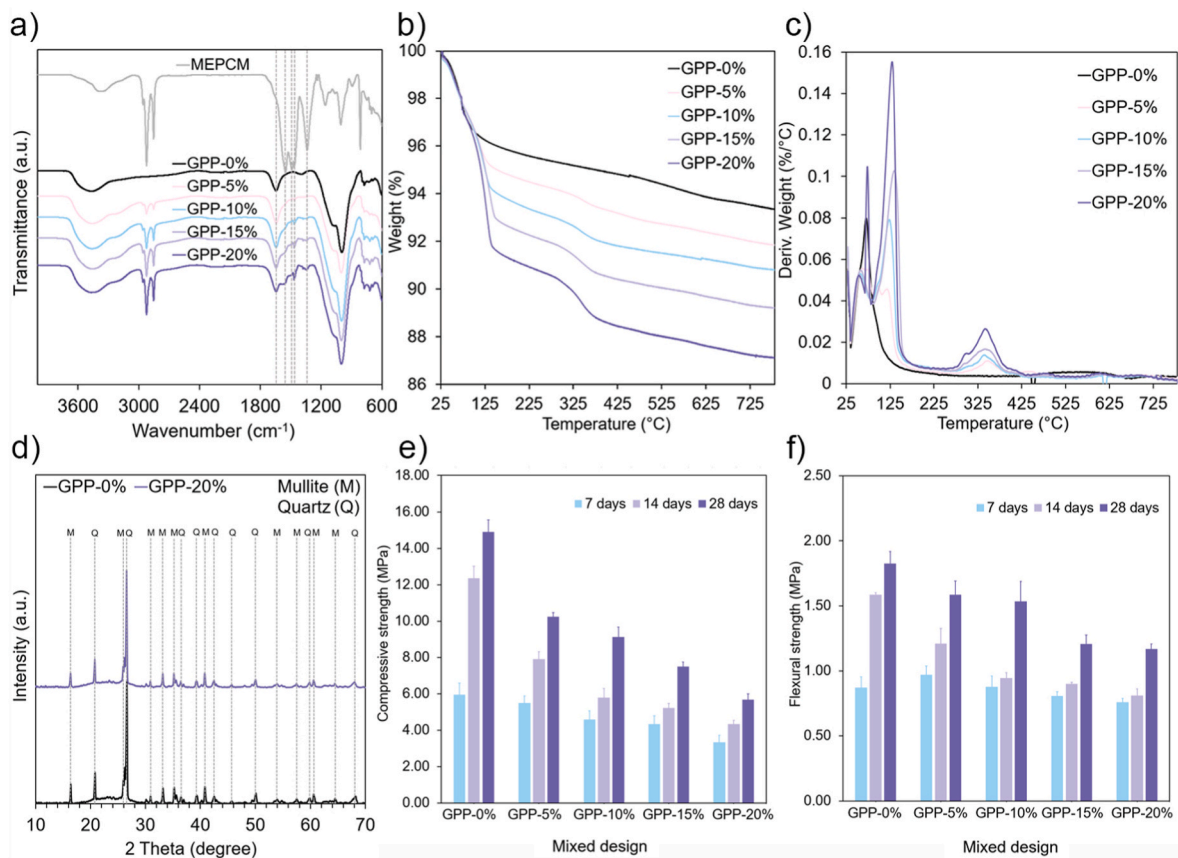 a)
MEPCM
GPP-0%
GPP-5%
GPP-10%
GPP-15%
GPP-20%
Transmittance (a.u.)
3600 3000 2400 1800 1200 600
Wavenumber (cm-1)
b)
GPP-0%
GPP-5%
GPP-10%
GPP-15%
GPP-20%
Weight (%)
100
98
96
94
92
90
88
86
25 125 225 325 425 525 625 725
Temperature (°C)
c)
GPP-0%
GPP-5%
GPP-10%
GPP-15%
GPP-20%
Deriv. Weight (%/°C)
0.16
0.14
0.12
0.1
0.08
0.06
0.04
0.02
0
25 125 225 325 425 525 625 725
Temperature (°C)
d)
GPP-0% GPP-20% Mullite (M)
Quartz (Q)
M Q M Q M M M Q Q M Q Q Q M M Q M M Q
Intensity (a.u.)
10 20 30 40 50 60 70
2 Theta (degree)
e)
7 days 14 days 28 days
Compressive strength (MPa)
18.00
16.00
14.00
12.00
10.00
8.00
6.00
4.00
2.00
0.00
GPP-0% GPP-5% GPP-10% GPP-15% GPP-20%
Mixed design
f)
7 days 14 days 28 days
Flexural strength (MPa)
2.50
2.00
1.50
1.00
0.50
0.00
GPP-0% GPP-5% GPP-10% GPP-15% GPP-20%
Mixed design